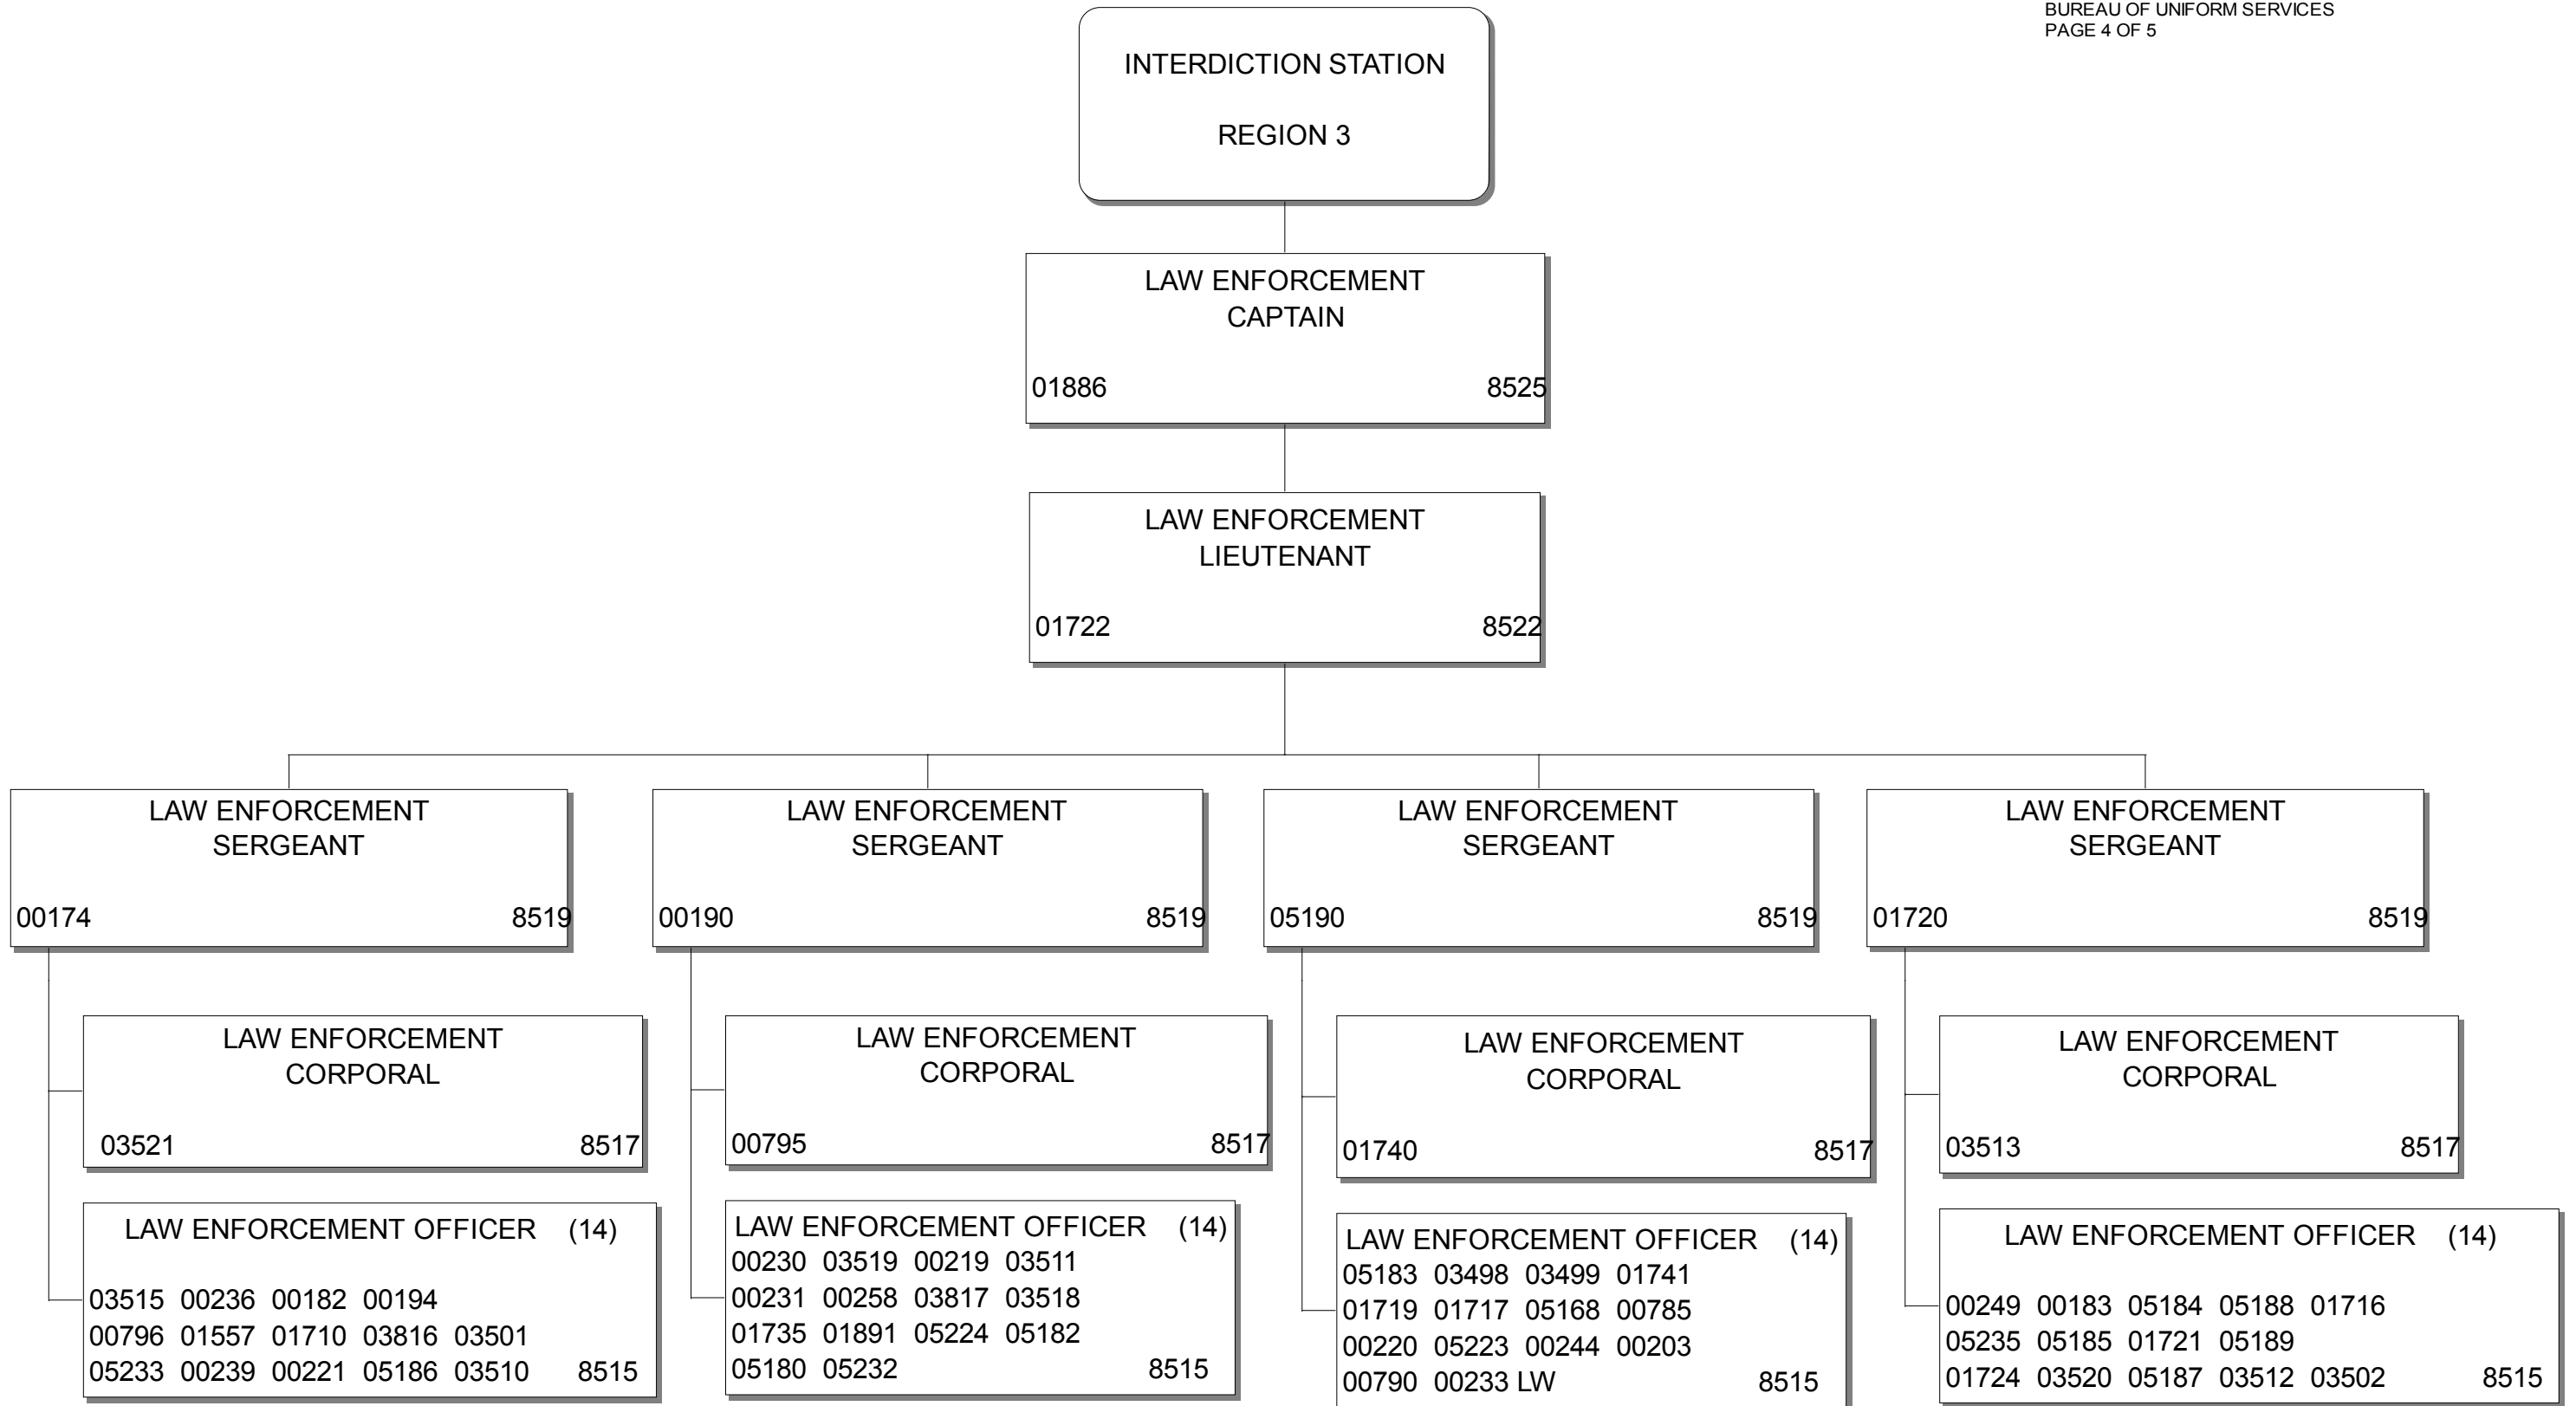 BUREAU OF UNIFORM SERVICES
PAGE 4 OF 5
INTERDICTION STATION
REGION 3
LAW ENFORCEMENT
CAPTAIN
01886 8525
LAW ENFORCEMENT
LIEUTENANT
01722 8522
LAW ENFORCEMENT
SERGEANT
00174 8519
LAW ENFORCEMENT
CORPORAL
03521 8517
LAW ENFORCEMENT OFFICER (14)
03515 00236 00182 00194
00796 01557 01710 03816 03501
05233 00239 00221 05186 03510 8515
LAW ENFORCEMENT
SERGEANT
00190 8519
LAW ENFORCEMENT
CORPORAL
00795 8517
LAW ENFORCEMENT OFFICER (14)
00230 03519 00219 03511
00231 00258 03817 03518
01735 01891 05224 05182
05180 05232 8515
LAW ENFORCEMENT
SERGEANT
05190 8519
LAW ENFORCEMENT
CORPORAL
01740 8517
LAW ENFORCEMENT OFFICER (14)
05183 03498 03499 01741
01719 01717 05168 00785
00220 05223 00244 00203
00790 00233 LW 8515
LAW ENFORCEMENT
SERGEANT
01720 8519
LAW ENFORCEMENT
CORPORAL
03513 8517
LAW ENFORCEMENT OFFICER (14)
00249 00183 05184 05188 01716
05235 05185 01721 05189
01724 03520 05187 03512 03502 8515